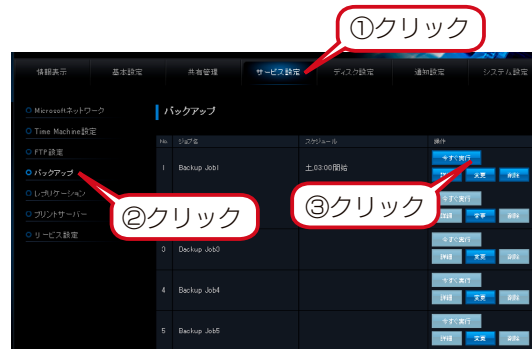 ①クリック
情報表示 基本設定 共有管理 サービス設定 ディスク設定 通知設定 システム設定
Microsoftネットワーク
Time Machine設定
FTP設定
バックアップ
レプリケーション
プリントサーバー
サービス設定
②クリック
バックアップ
No. ジョブ名 スケジュール 操作
1 Backup Job1 土,03:00開始 今すぐ実行
詳細 変更 削除
③クリック
今すぐ実行
詳細 変更 削除
3 Backup Job3 今すぐ実行
詳細 変更 削除
4 Backup Job4 今すぐ実行
詳細 変更 削除
5 Backup Job5 今すぐ実行
詳細 変更 削除